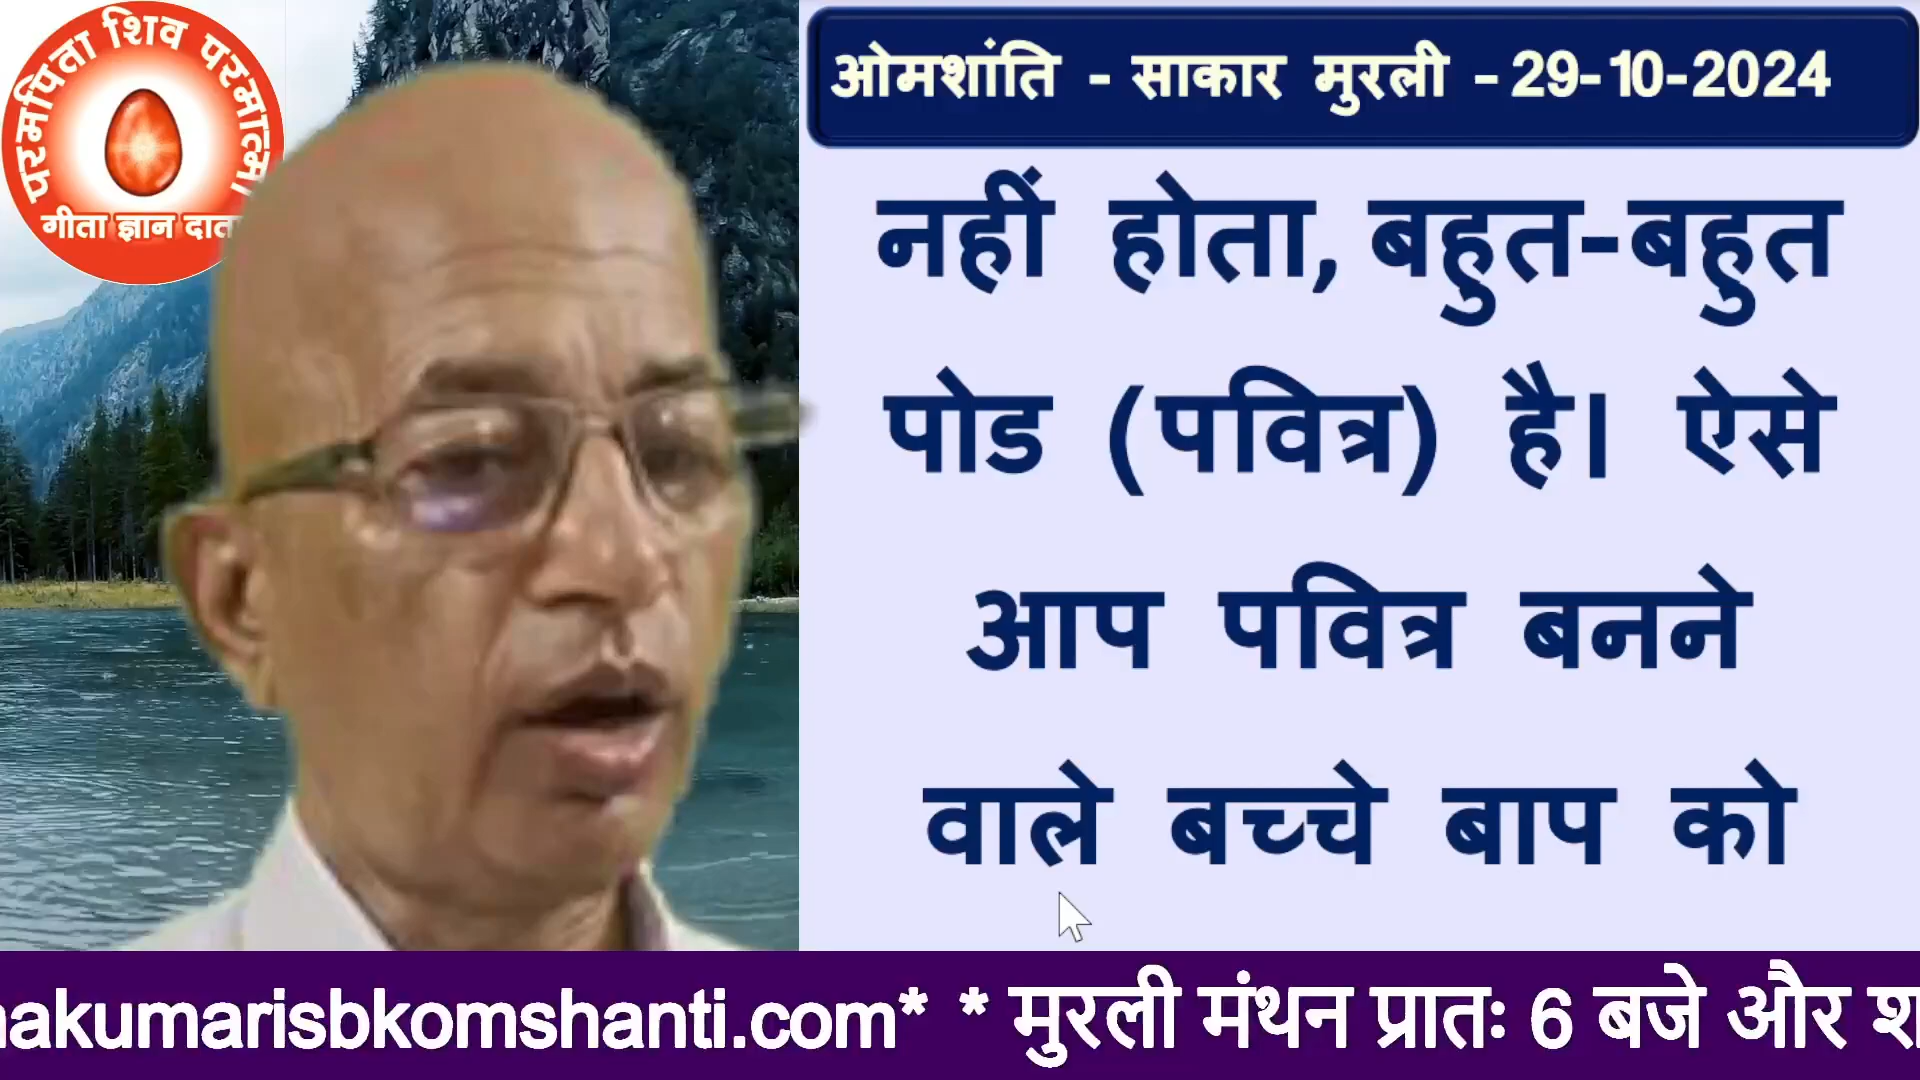 परमपिता शिव परमात्मा
गीता ज्ञान दाता
ओमशांति - साकार मुरली - 29-10-2024
नहीं होता, बहुत-बहुत
पोड (पवित्र) है। ऐसे
आप पवित्र बनने
वाले बच्चे बाप को
nakumarisbkomshanti.com* * मुरली मंथन प्रातः 6 बजे और श